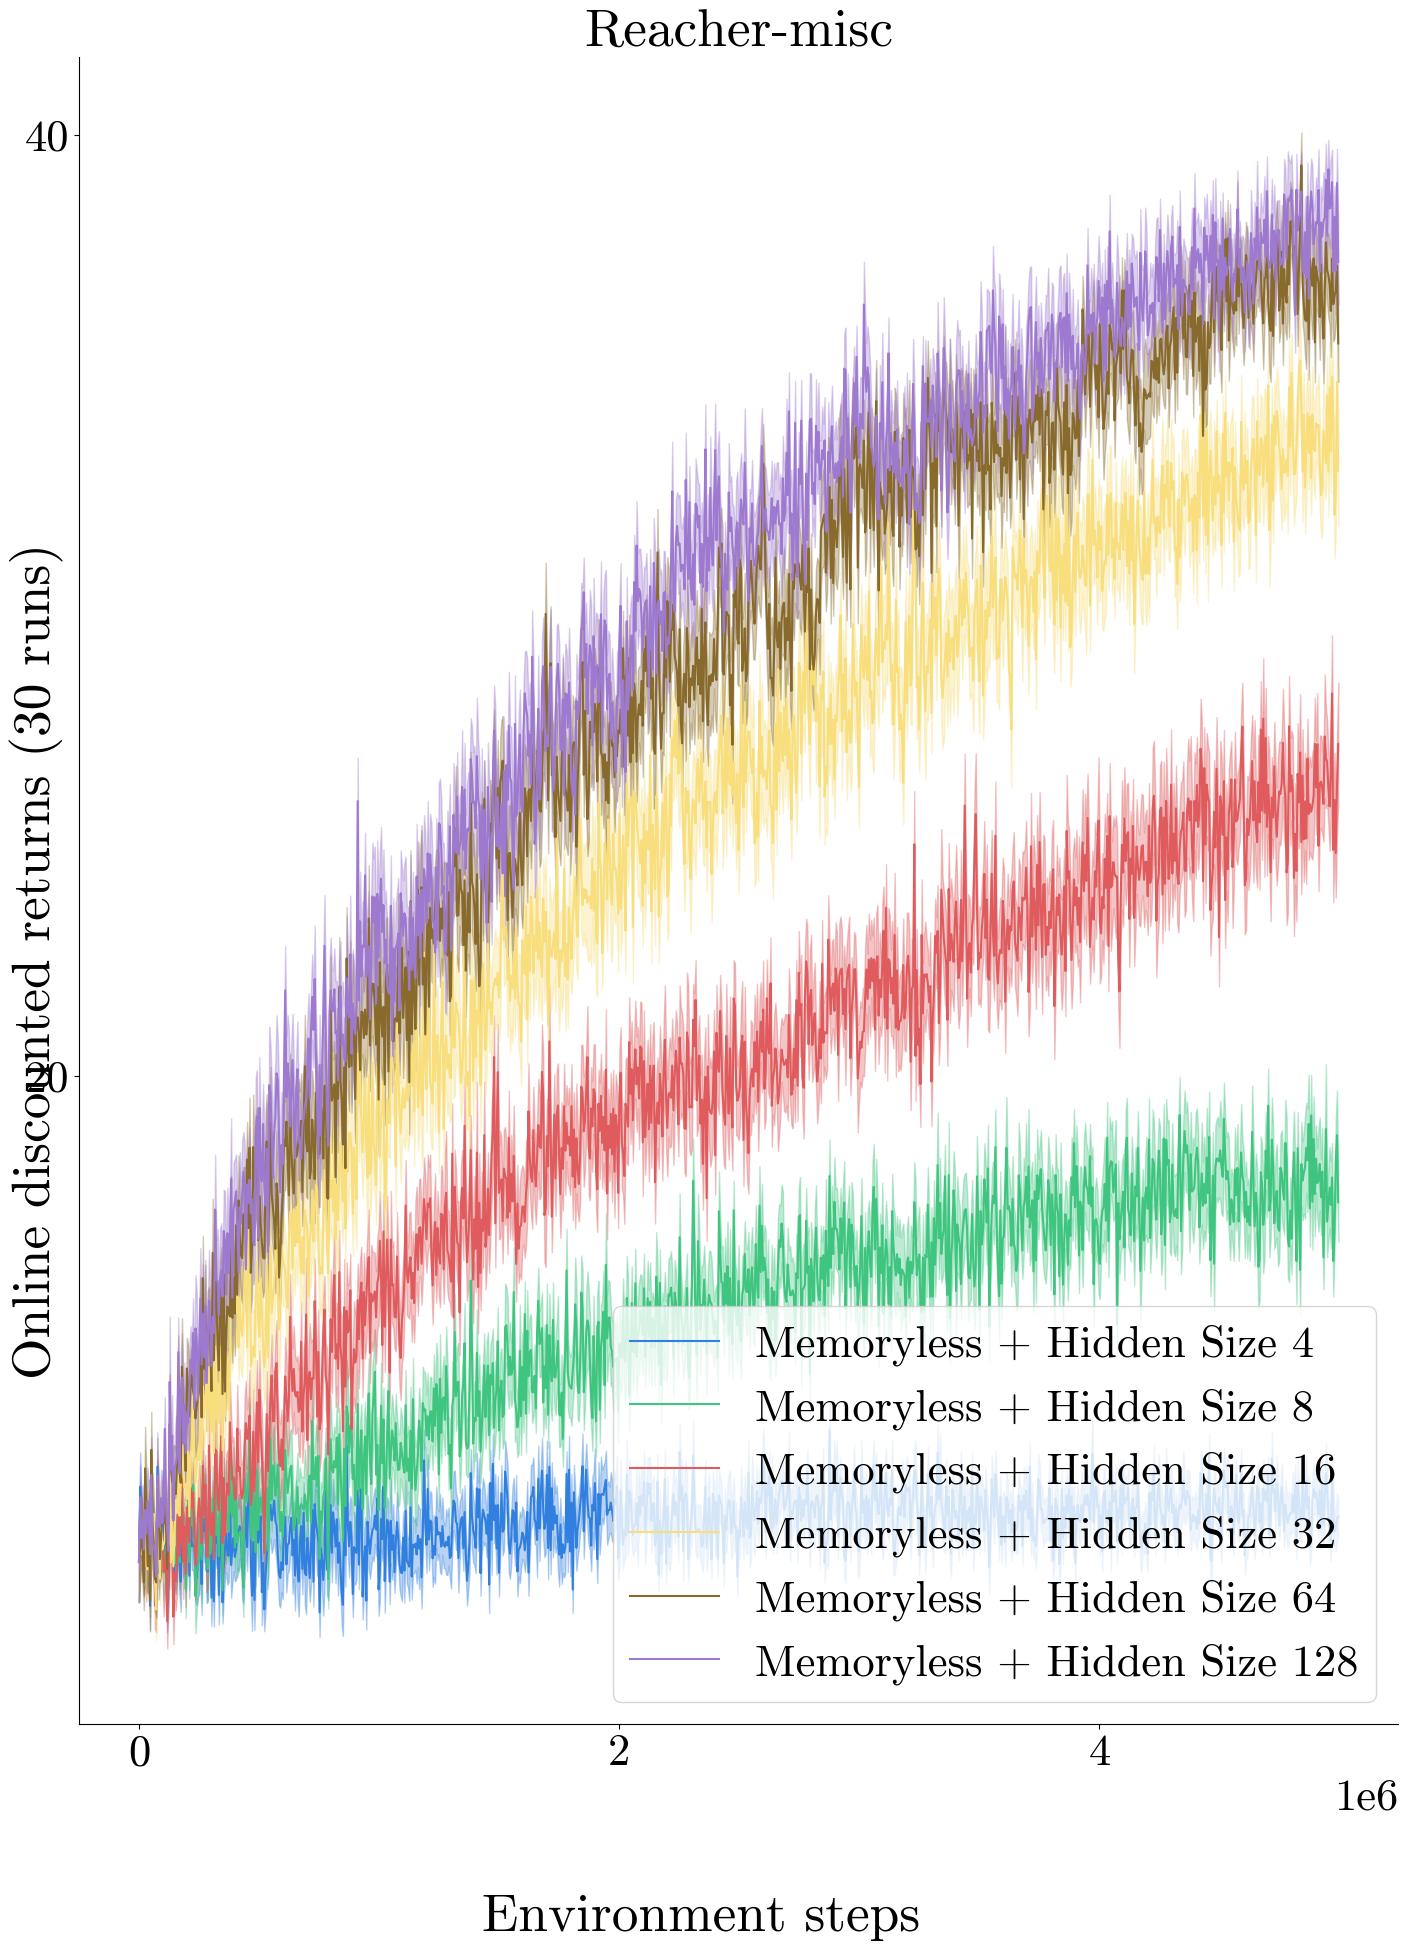 Reacher-misc
Online discounted returns (30 runs)
40
20
Memoryless + Hidden Size 4
Memoryless + Hidden Size 8
Memoryless + Hidden Size 16
Memoryless + Hidden Size 32
Memoryless + Hidden Size 64
Memoryless + Hidden Size 128
0 2 4
1e6
Environment steps